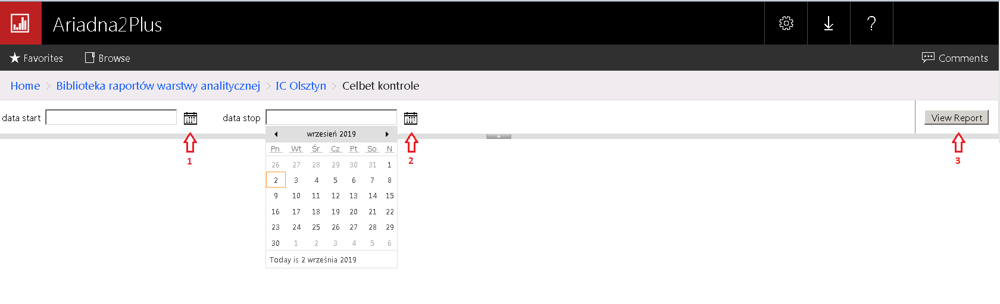 Ariadna2Plus
?
Favorites Browse Comments
Home > Biblioteka raportów warstwy analitycznej > IC Olsztyn > Celbet kontrole
data start data stop View Report
wrzesień 2019
Pn Wt Śr Cz Pt So N
26 27 28 29 30 31 1
2 3 4 5 6 7 8
9 10 11 12 13 14 15
16 17 18 19 20 21 22
23 24 25 26 27 28 29
30 1 2 3 4 5 6
Today is 2 września 2019
1 2 3